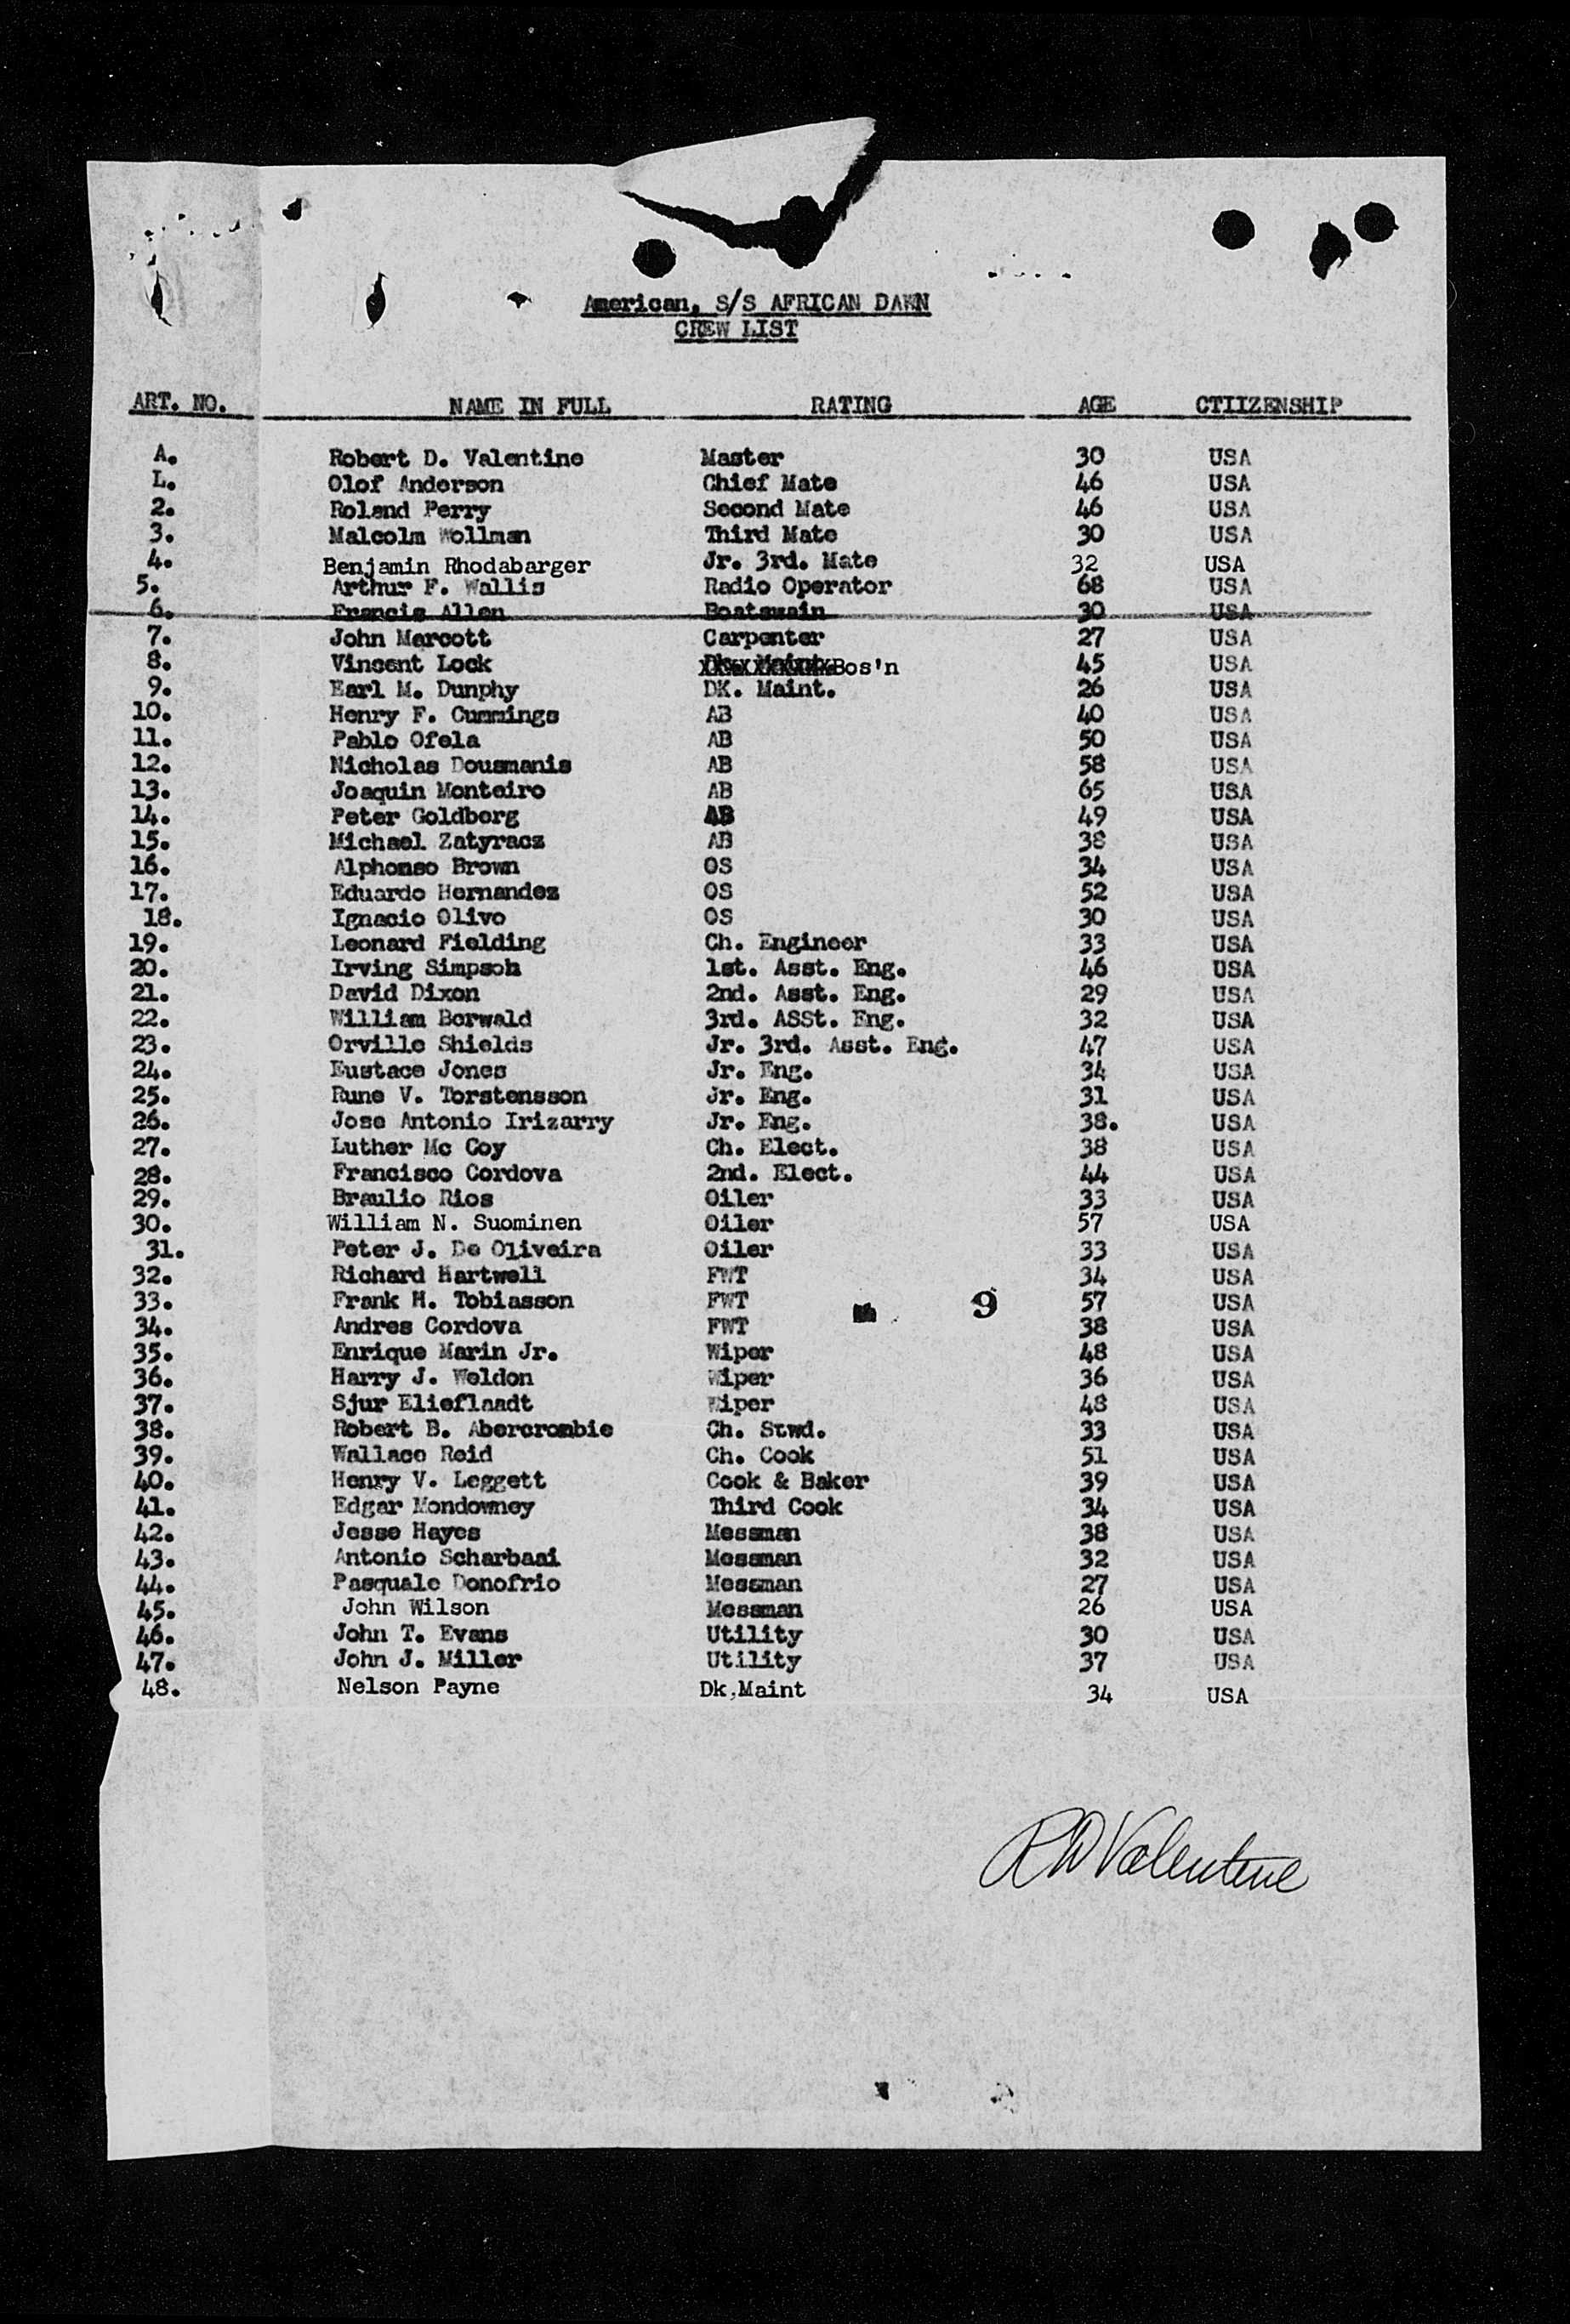 American, S/S AFRICAN DAWN
CREW LIST
ART. NO. NAME IN FULL RATING AGE CTIIZENSHIP
A. Robert D. Valentine Master 30 USA
L. Olof Anderson Chief Mate 46 USA
2. Roland Perry Second Mate 46 USA
3. Malcolm Wollman Third Mate 30 USA
4. Benjamin Rhodabarger Jr. 3rd. Mate 32 USA
5. Arthur F. Wallis Radio Operator 68 USA
6. Francis Allen Boatswain 30 USA
7. John Marcott Carpenter 27 USA
8. Vincent Lock Bos'n 45 USA
9. Earl M. Dunphy DK. Maint. 26 USA
10. Henry F. Cummings AB 40 USA
11. Pablo Ofela AB 50 USA
12. Nicholas Dousmanis AB 58 USA
13. Joaquin Monteiro AB 65 USA
14. Peter Goldberg AB 49 USA
15. Michael Zatyracz AB 38 USA
16. Alphonso Brown OS 34 USA
17. Eduardo Hernandez OS 52 USA
18. Ignacio Olivo OS 30 USA
19. Leonard Fielding Ch. Engineer 33 USA
20. Irving Simpson 1st. Asst. Eng. 46 USA
21. David Dixon 2nd. Asst. Eng. 29 USA
22. William Borwald 3rd. ASSt. Eng. 32 USA
23. Orville Shields Jr. 3rd. Asst. Eng. 47 USA
24. Eustace Jones Jr. Eng. 34 USA
25. Rune V. Torstensson Jr. Eng. 31 USA
26. Jose Antonio Irizarry Jr. Eng. 38. USA
27. Luther Mc Coy Ch. Elect. 38 USA
28. Francisco Cordova 2nd. Elect. 44 USA
29. Braulio Rios Oiler 33 USA
30. William N. Suominen Oiler 57 USA
31. Peter J. De Oliveira Oiler 33 USA
32. Richard Hartwell FWT 34 USA
33. Frank H. Tobiasson FWT 9 57 USA
34. Andres Cordova FWT 38 USA
35. Enrique Marin Jr. Wiper 48 USA
36. Harry J. Weldon Wiper 36 USA
37. Sjur Elieflaadt Wiper 48 USA
38. Robert B. Abercrombie Ch. Stwd. 33 USA
39. Wallace Reid Ch. Cook 51 USA
40. Henry V. Leggett Cook & Baker 39 USA
41. Edgar Mondowney Third Cook 34 USA
42. Jesse Hayes Messman 38 USA
43. Antonio Scharbaai Messman 32 USA
44. Pasquale Donofrio Messman 27 USA
45. John Wilson Messman 26 USA
46. John T. Evans Utility 30 USA
47. John J. Miller Utility 37 USA
48. Nelson Payne Dk.Maint 34 USA
RD Valentine